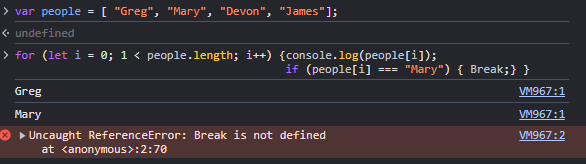 > var people = [ "Greg", "Mary", "Devon", "James"];
undefined
> for (let i = 0; 1 < people.length; i++) {console.log(people[i]);
if (people[i] === "Mary") { Break;} }
Greg VM967:1
Mary VM967:1
Uncaught ReferenceError: Break is not defined VM967:2
at <anonymous>:2:70